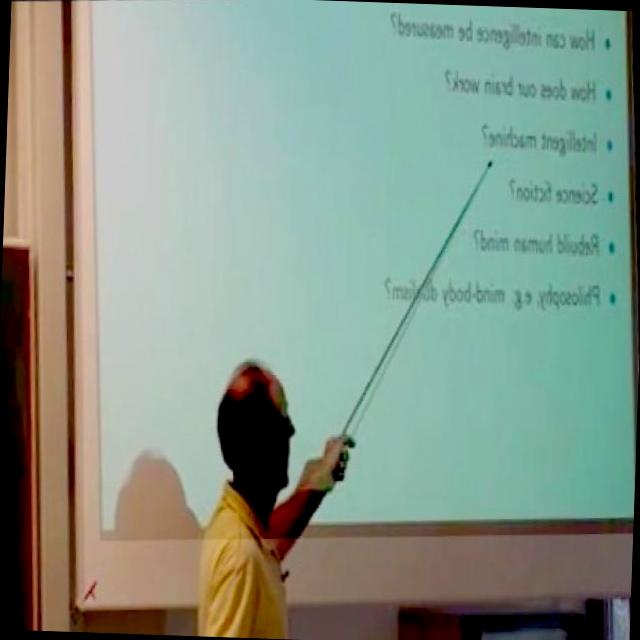 • How can intelligence be measured?
• How does our brain work?
• Intelligent machine?
• Science fiction?
• Rebuild human mind?
• Philosophy, e.g. mind-body dualism?